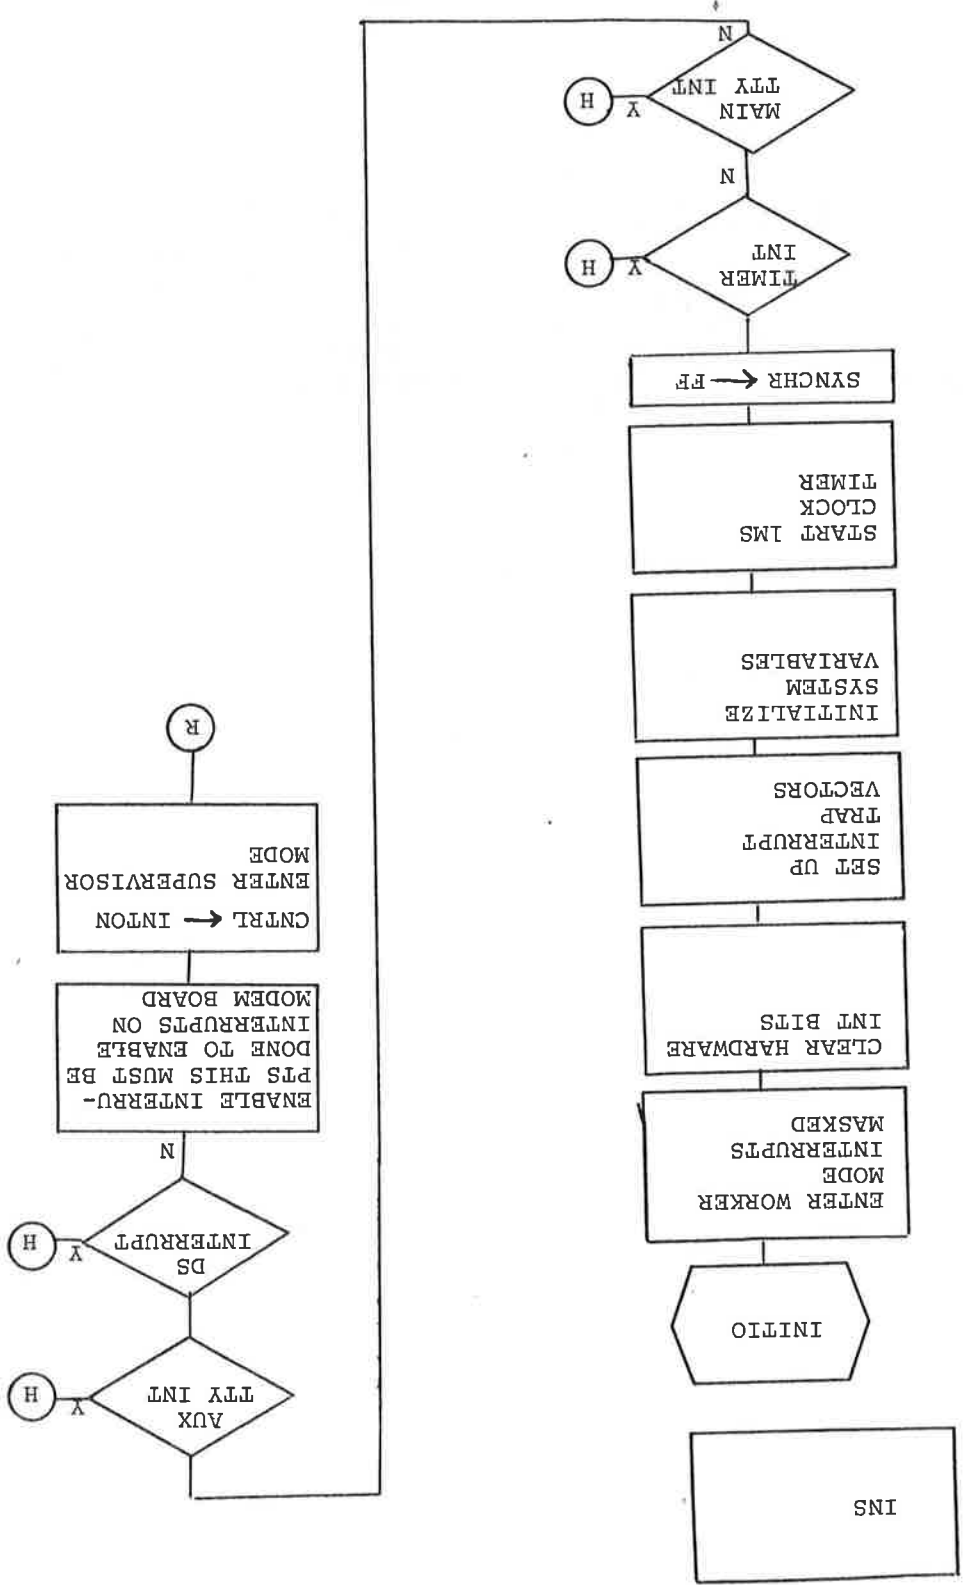 INS
INITIO
ENTER WORKER
MODE
INTERRUPTS
MASKED
CLEAR HARDWARE
INT BITS
SET UP
INTERRUPT
TRAP
VECTORS
INITIALIZE
SYSTEM
VARIABLES
START 1MS
CLOCK
TIMER
SYNCHR ← FF
TIMER
INT
Y
H
N
MAIN
TTY INT
Y
H
N
AUX
TTY INT
Y
H
DS
INTERRUPT
Y
H
N
ENABLE INTERRU-
PTS THIS MUST BE
DONE TO ENABLE
INTERRUPTS ON
MODEM BOARD
CNTRL → INTON
ENTER SUPERVISOR
MODE
R